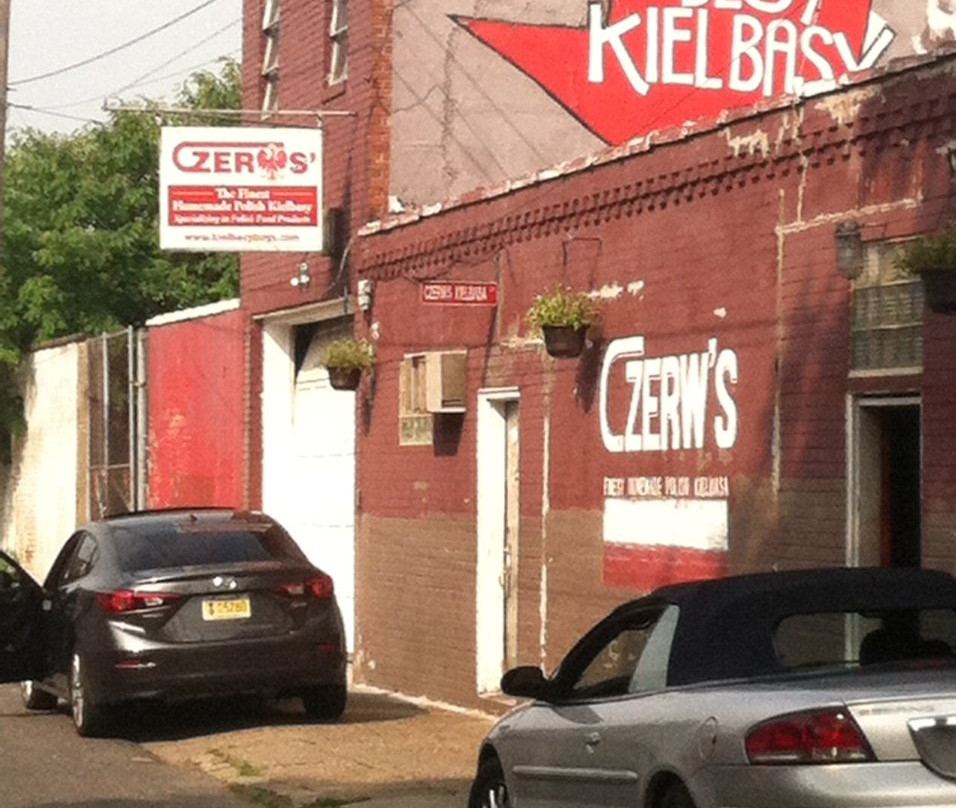 KIELBASY
CZERWS'
The Finest
Homemade Polish Kielbasy
Specializing in Polish Food Products
www.kielbasyboys.com
CZERW'S KIELBASA
CZERW'S
FINEST HOMEMADE POLISH KIELBASA